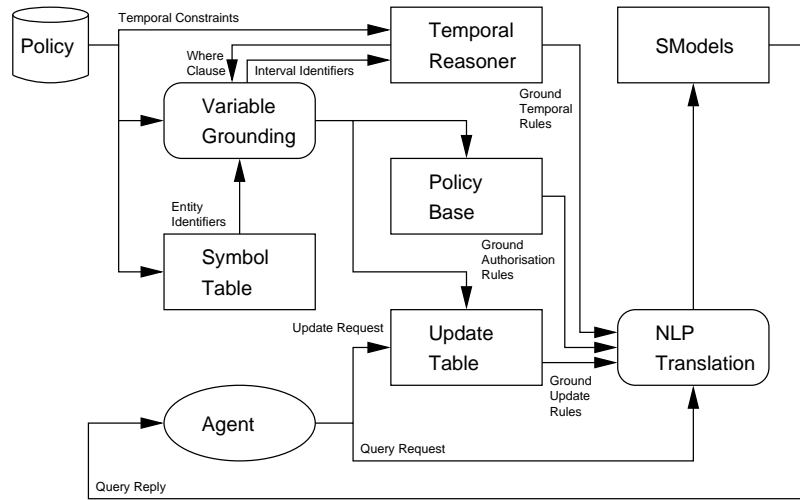 Policy
Temporal Constraints
Temporal
Reasoner
SModels
Where
Clause
Interval Identifiers
Variable
Grounding
Ground
Temporal
Rules
Policy
Base
Entity
Identifiers
Symbol
Table
Ground
Authorisation
Rules
Update Request
Update
Table
NLP
Translation
Ground
Update
Rules
Agent
Query Request
Query Reply